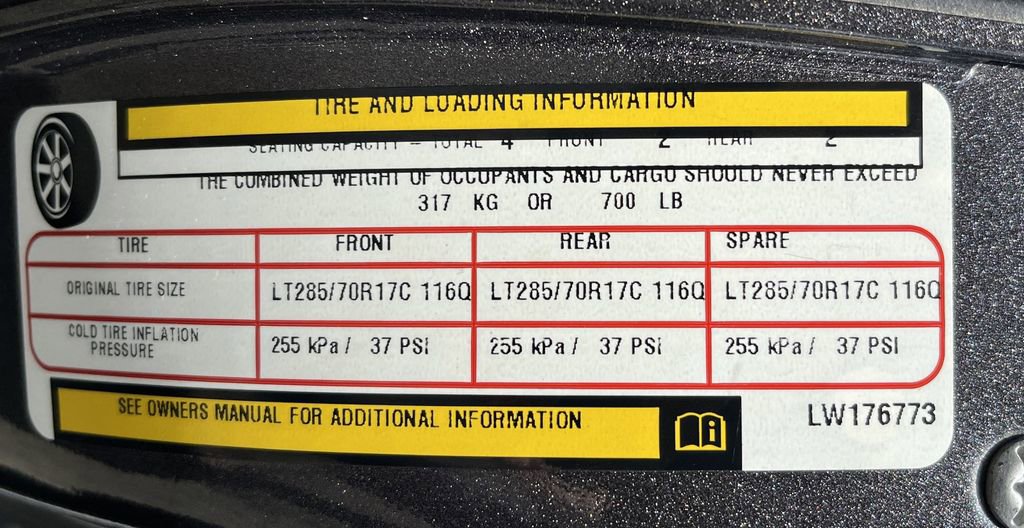 TIRE AND LOADING INFORMATION
SEATING CAPACITY – TOTAL 4 FRONT 2 REAR 2
THE COMBINED WEIGHT OF OCCUPANTS AND CARGO SHOULD NEVER EXCEED
317 KG OR 700 LB
TIRE FRONT REAR SPARE
ORIGINAL TIRE SIZE LT285/70R17C 116Q LT285/70R17C 116Q LT285/70R17C 116Q
COLD TIRE INFLATION
PRESSURE 255 kPa / 37 PSI 255 kPa / 37 PSI 255 kPa / 37 PSI
SEE OWNERS MANUAL FOR ADDITIONAL INFORMATION
LW176773